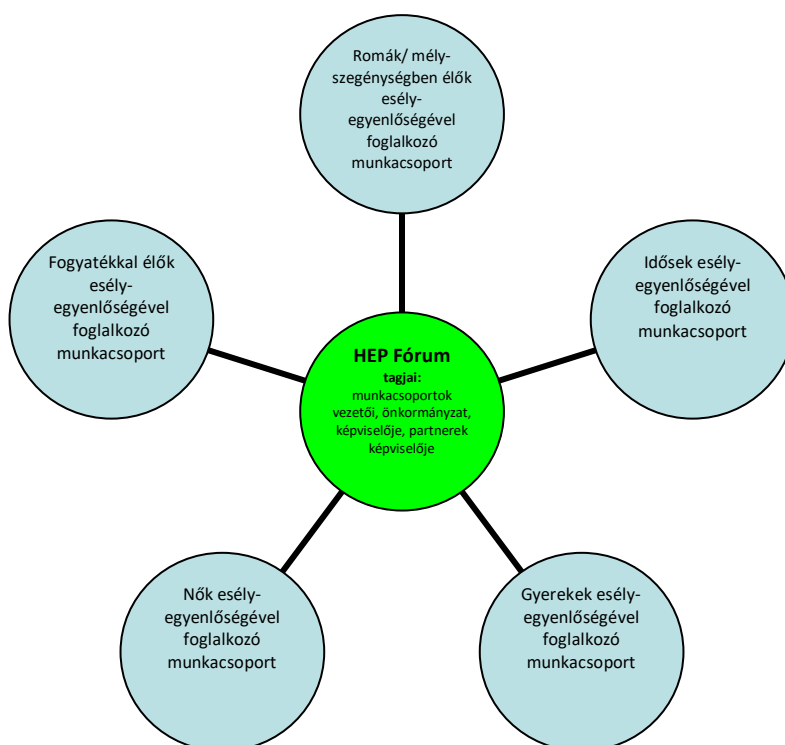 Romák/ mély-
szegénységben élők
esély-
egyenlőségével
foglalkozó
munkacsoport
Fogyatékkal élők
esély-
egyenlőségével
foglalkozó
munkacsoport
Idősek esély-
egyenlőségével
foglalkozó
munkacsoport
HEP Fórum
tagjai:
munkacsoportok
vezetői, önkormányzat,
képviselője, partnerek
képviselője
Nők esély-
egyenlőségével
foglalkozó
munkacsoport
Gyerekek esély-
egyenlőségével
foglalkozó
munkacsoport